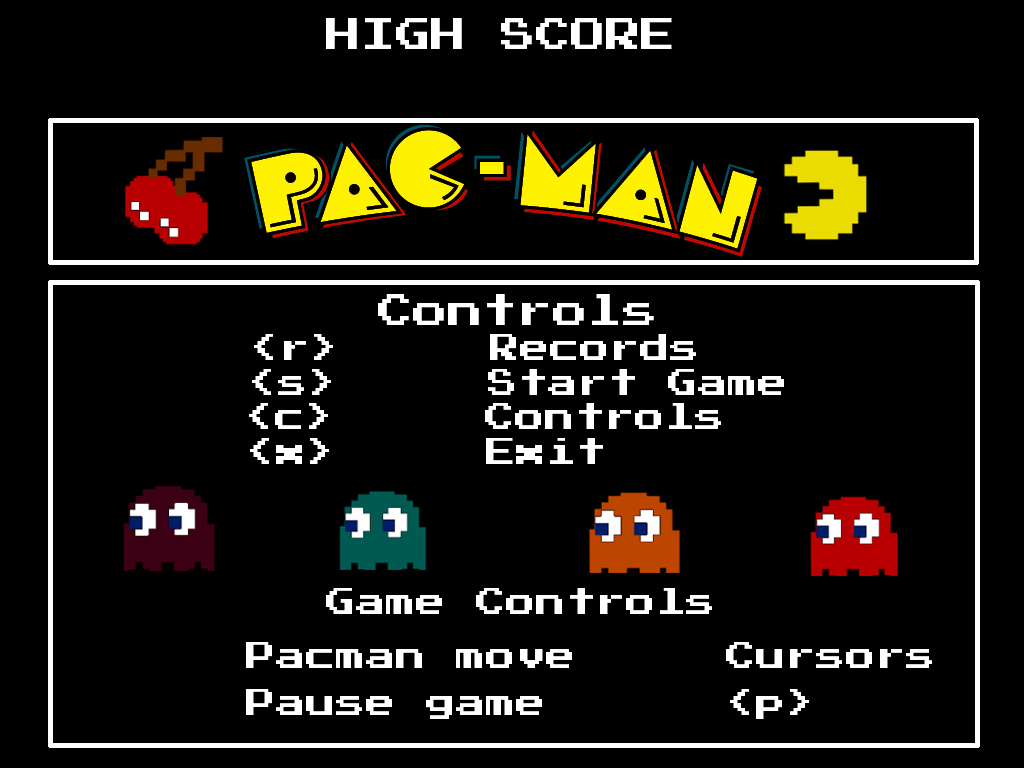 HIGH SCORE
PAC-MAN
Controls
(r) Records
(s) Start Game
(c) Controls
(x) Exit
Game Controls
Pacman move Cursors
Pause game (p)